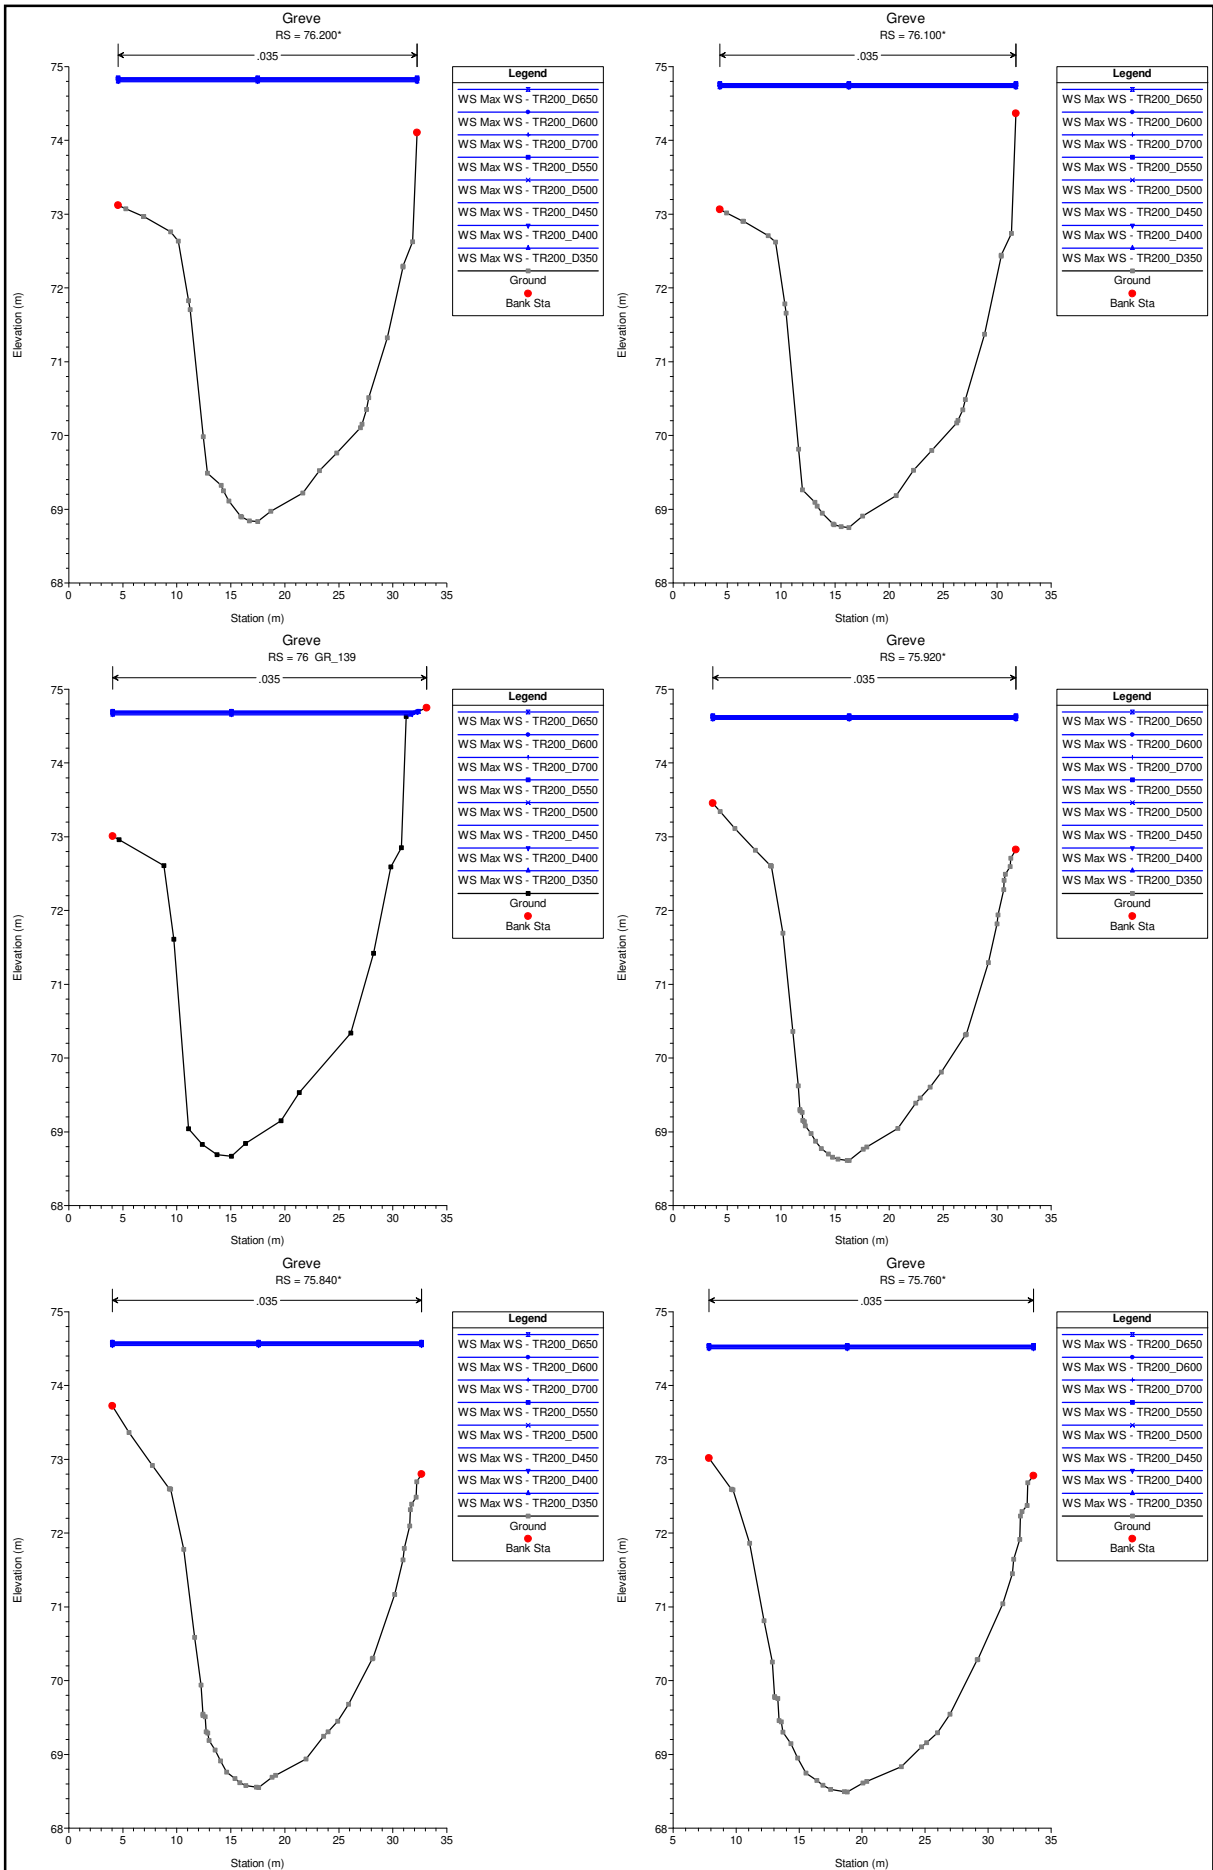 Greve
RS = 76.200*
.035
75
74
73
72
71
70
69
68
0
5
10
15
20
25
30
35
Elevation (m)
Station (m)
Legend
WS Max WS - TR200_D650
WS Max WS - TR200_D600
WS Max WS - TR200_D700
WS Max WS - TR200_D550
WS Max WS - TR200_D500
WS Max WS - TR200_D450
WS Max WS - TR200_D400
WS Max WS - TR200_D350
Ground
Bank Sta
Greve
RS = 76.100*
.035
75
74
73
72
71
70
69
68
0
5
10
15
20
25
30
35
Elevation (m)
Station (m)
Legend
WS Max WS - TR200_D650
WS Max WS - TR200_D600
WS Max WS - TR200_D700
WS Max WS - TR200_D550
WS Max WS - TR200_D500
WS Max WS - TR200_D450
WS Max WS - TR200_D400
WS Max WS - TR200_D350
Ground
Bank Sta
Greve
RS = 76 GR_139
.035
75
74
73
72
71
70
69
68
0
5
10
15
20
25
30
35
Elevation (m)
Station (m)
Legend
WS Max WS - TR200_D650
WS Max WS - TR200_D600
WS Max WS - TR200_D700
WS Max WS - TR200_D550
WS Max WS - TR200_D500
WS Max WS - TR200_D450
WS Max WS - TR200_D400
WS Max WS - TR200_D350
Ground
Bank Sta
Greve
RS = 75.920*
.035
75
74
73
72
71
70
69
68
0
5
10
15
20
25
30
35
Elevation (m)
Station (m)
Legend
WS Max WS - TR200_D650
WS Max WS - TR200_D600
WS Max WS - TR200_D700
WS Max WS - TR200_D550
WS Max WS - TR200_D500
WS Max WS - TR200_D450
WS Max WS - TR200_D400
WS Max WS - TR200_D350
Ground
Bank Sta
Greve
RS = 75.840*
.035
75
74
73
72
71
70
69
68
0
5
10
15
20
25
30
35
Elevation (m)
Station (m)
Legend
WS Max WS - TR200_D650
WS Max WS - TR200_D600
WS Max WS - TR200_D700
WS Max WS - TR200_D550
WS Max WS - TR200_D500
WS Max WS - TR200_D450
WS Max WS - TR200_D400
WS Max WS - TR200_D350
Ground
Bank Sta
Greve
RS = 75.760*
.035
75
74
73
72
71
70
69
68
5
10
15
20
25
30
35
Elevation (m)
Station (m)
Legend
WS Max WS - TR200_D650
WS Max WS - TR200_D600
WS Max WS - TR200_D700
WS Max WS - TR200_D550
WS Max WS - TR200_D500
WS Max WS - TR200_D450
WS Max WS - TR200_D400
WS Max WS - TR200_D350
Ground
Bank Sta